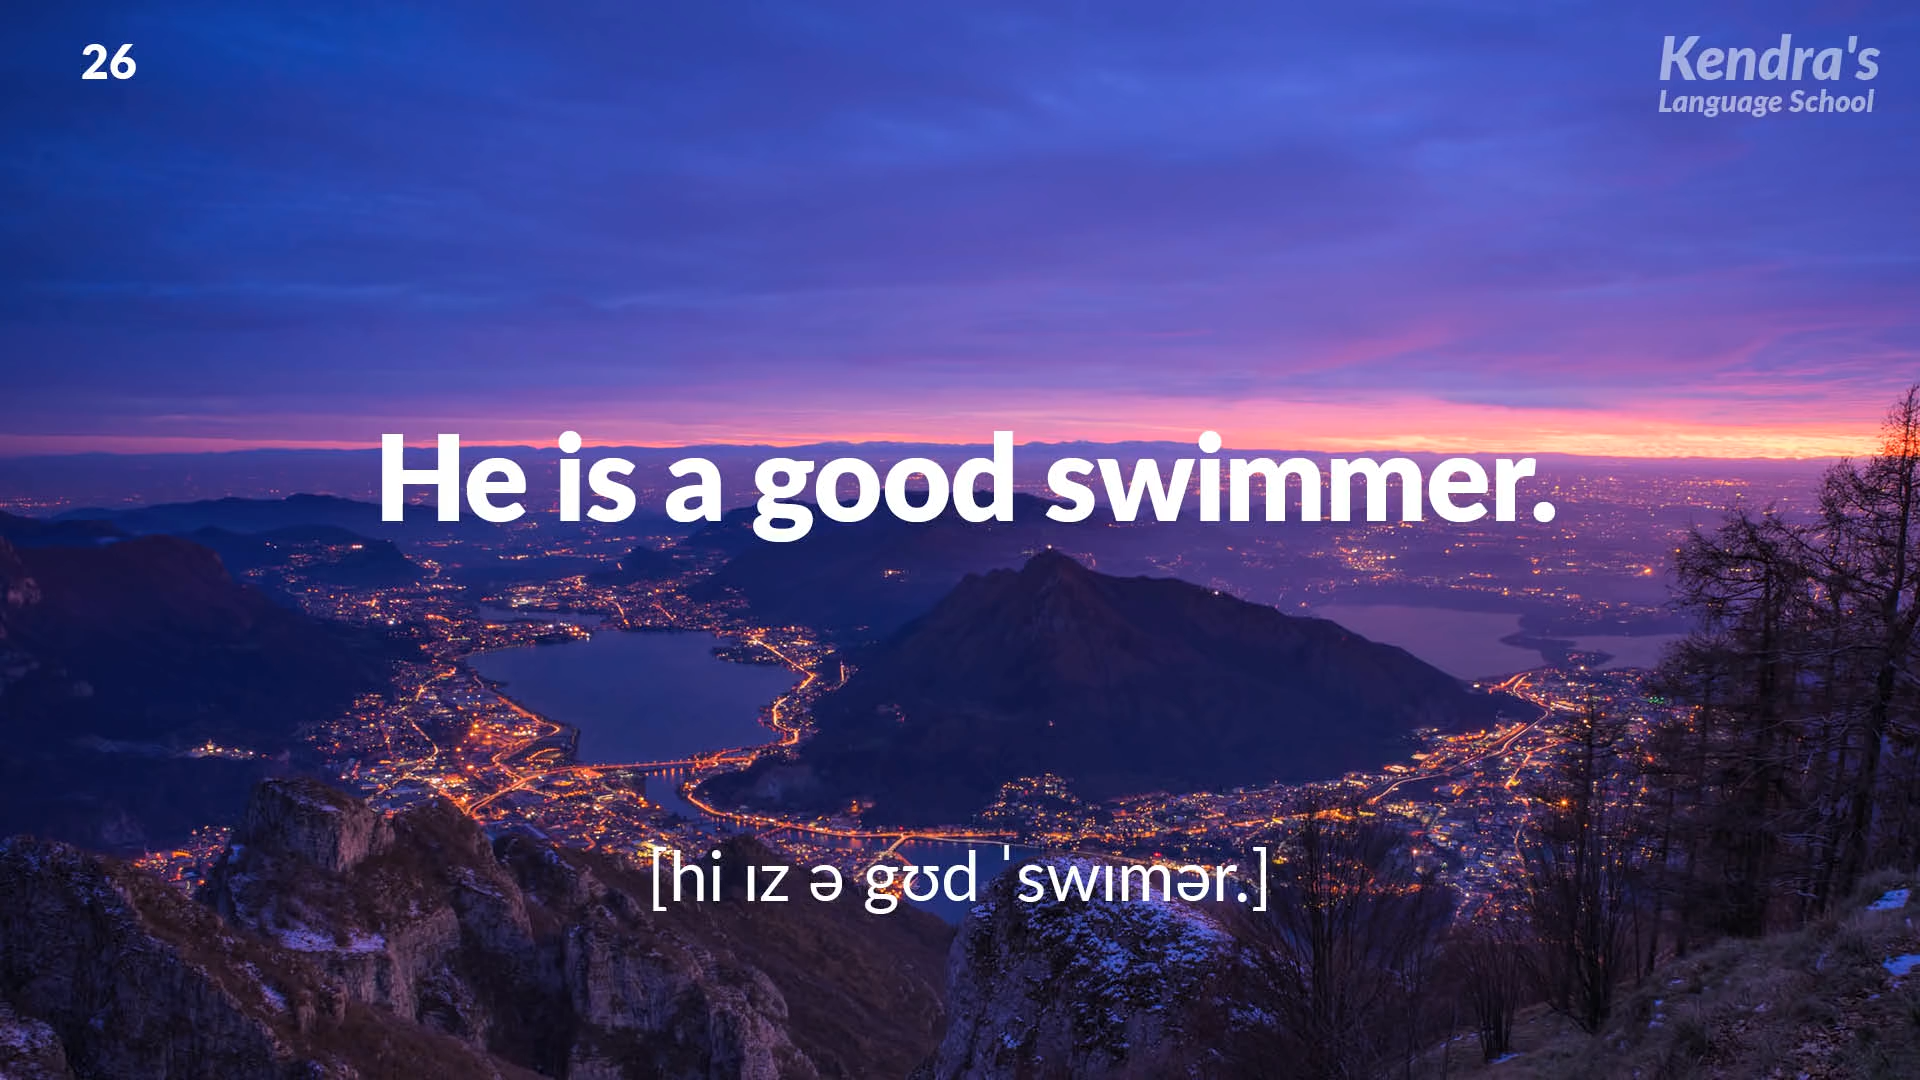 26
Kendra's
Language School
He is a good swimmer.
[hi ɪz ə gʊd ˈswɪmər.]